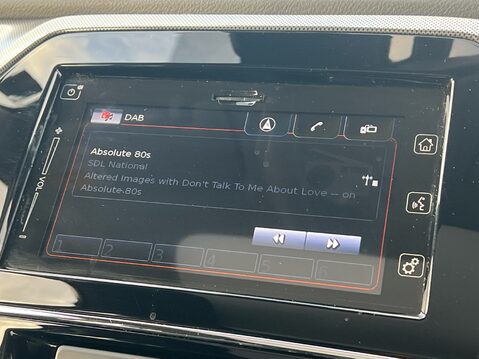 DAB
Absolute 80s
SDL National
Altered Images with Don't Talk To Me About Love -- on
Absolute 80s
VOL
1 2 3 4 5 6